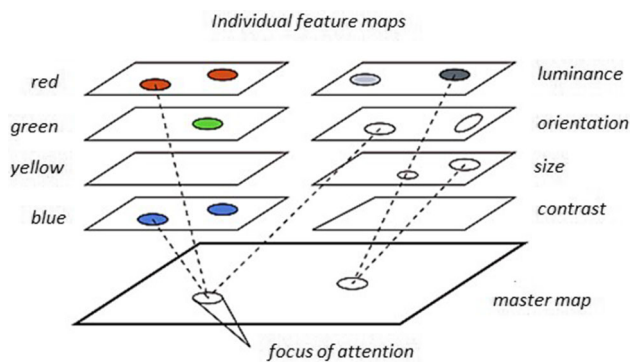 Individual feature maps
red
luminance
green
orientation
yellow
size
blue
contrast
master map
focus of attention